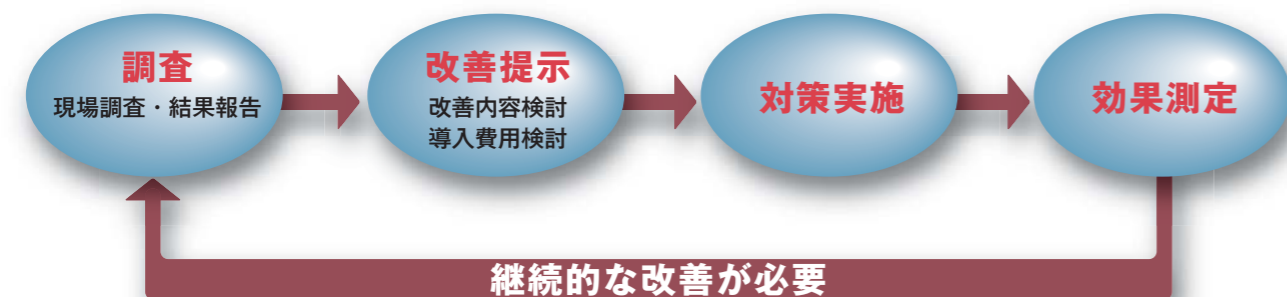 調査
現場調査・結果報告
改善提示
改善内容検討
導入費用検討
対策実施
効果測定
継続的な改善が必要